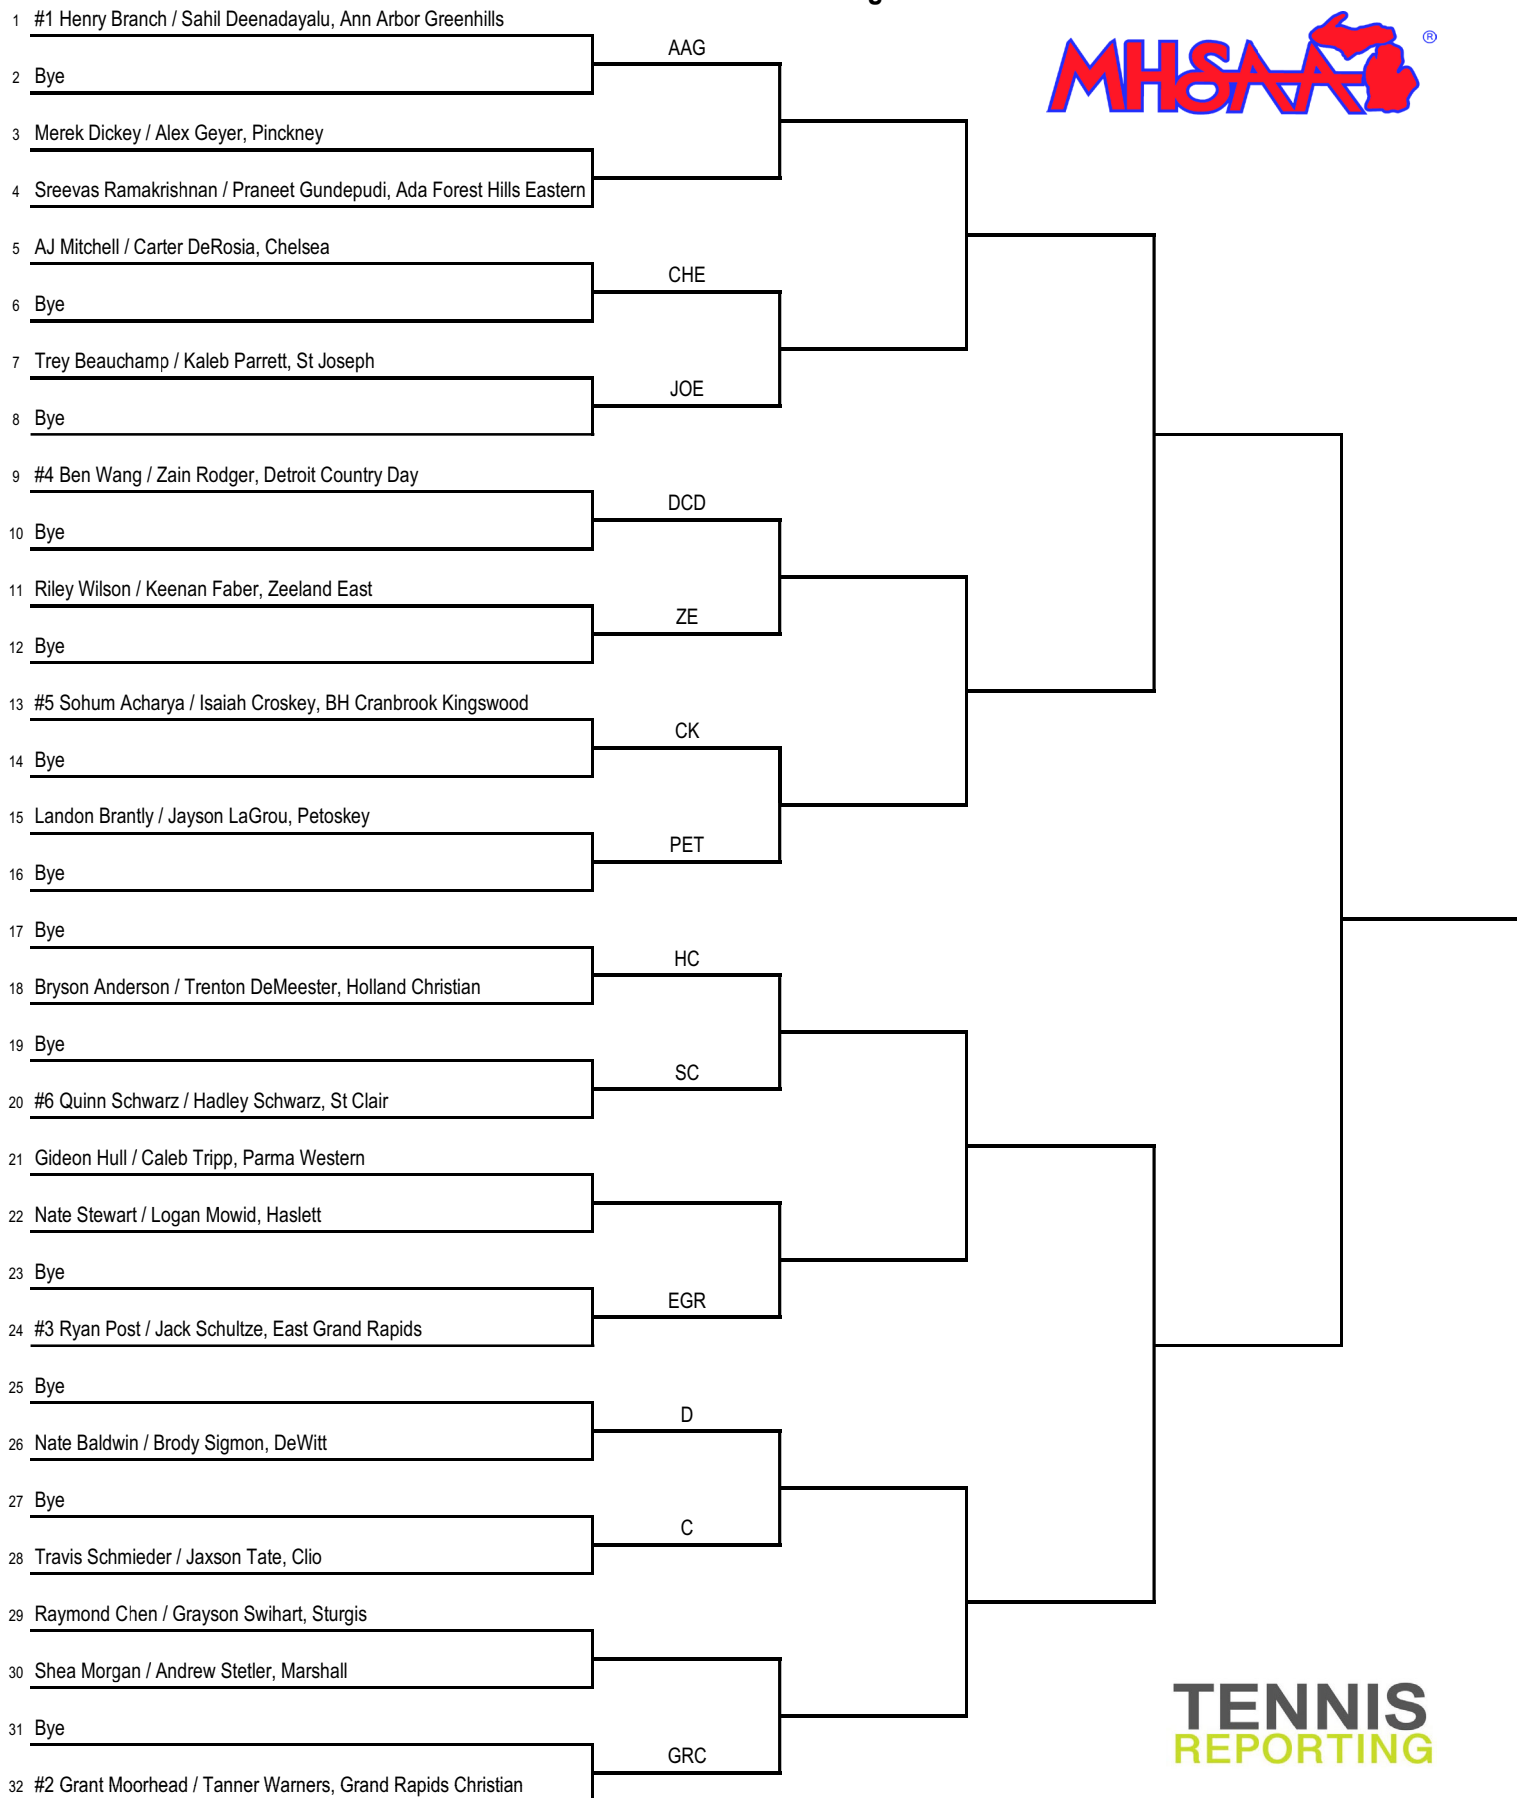 1 #1 Henry Branch / Sahil Deenadayalu, Ann Arbor Greenhills
AAG
MHSAA ®
2 Bye
3 Merek Dickey / Alex Geyer, Pinckney
4 Sreevas Ramakrishnan / Praneet Gundepudi, Ada Forest Hills Eastern
5 AJ Mitchell / Carter DeRosia, Chelsea
CHE
6 Bye
7 Trey Beauchamp / Kaleb Parrett, St Joseph
JOE
8 Bye
9 #4 Ben Wang / Zain Rodger, Detroit Country Day
DCD
10 Bye
11 Riley Wilson / Keenan Faber, Zeeland East
ZE
12 Bye
13 #5 Sohum Acharya / Isaiah Croskey, BH Cranbrook Kingswood
CK
14 Bye
15 Landon Brantly / Jayson LaGrou, Petoskey
PET
16 Bye
17 Bye
HC
18 Bryson Anderson / Trenton DeMeester, Holland Christian
19 Bye
SC
20 #6 Quinn Schwarz / Hadley Schwarz, St Clair
21 Gideon Hull / Caleb Tripp, Parma Western
22 Nate Stewart / Logan Mowid, Haslett
23 Bye
EGR
24 #3 Ryan Post / Jack Schultze, East Grand Rapids
25 Bye
D
26 Nate Baldwin / Brody Sigmon, DeWitt
27 Bye
C
28 Travis Schmieder / Jaxson Tate, Clio
29 Raymond Chen / Grayson Swihart, Sturgis
30 Shea Morgan / Andrew Stetler, Marshall
31 Bye
GRC
32 #2 Grant Moorhead / Tanner Warners, Grand Rapids Christian
TENNIS
REPORTING